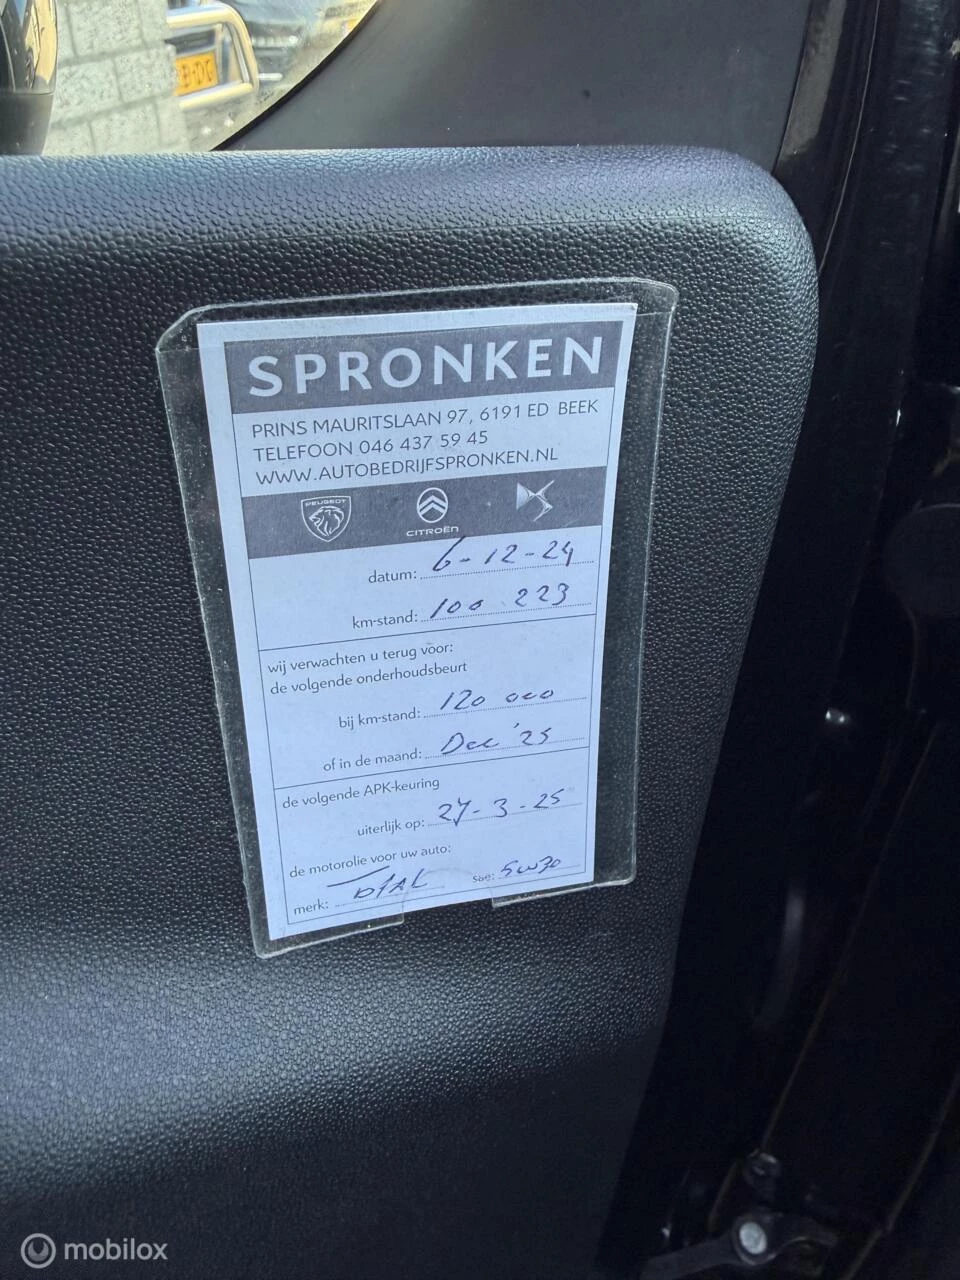 B-DG
SPRONKEN
PRINS MAURITSLAAN 97, 6191 ED BEEK
TELEFOON 046 437 59 45
WWW.AUTOBEDRIJFSPRONKEN.NL
PEUGEOT
CITROËN
datum: 6-12-24
km-stand: 100 223
wij verwachten u terug voor:
de volgende onderhoudsbeurt
bij km-stand: 120 000
of in de maand: Dec '25
de volgende APK-keuring
uiterlijk op: 27-3-25
de motorolie voor uw auto:
merk: TOTAL sae: 5W30
mobilox